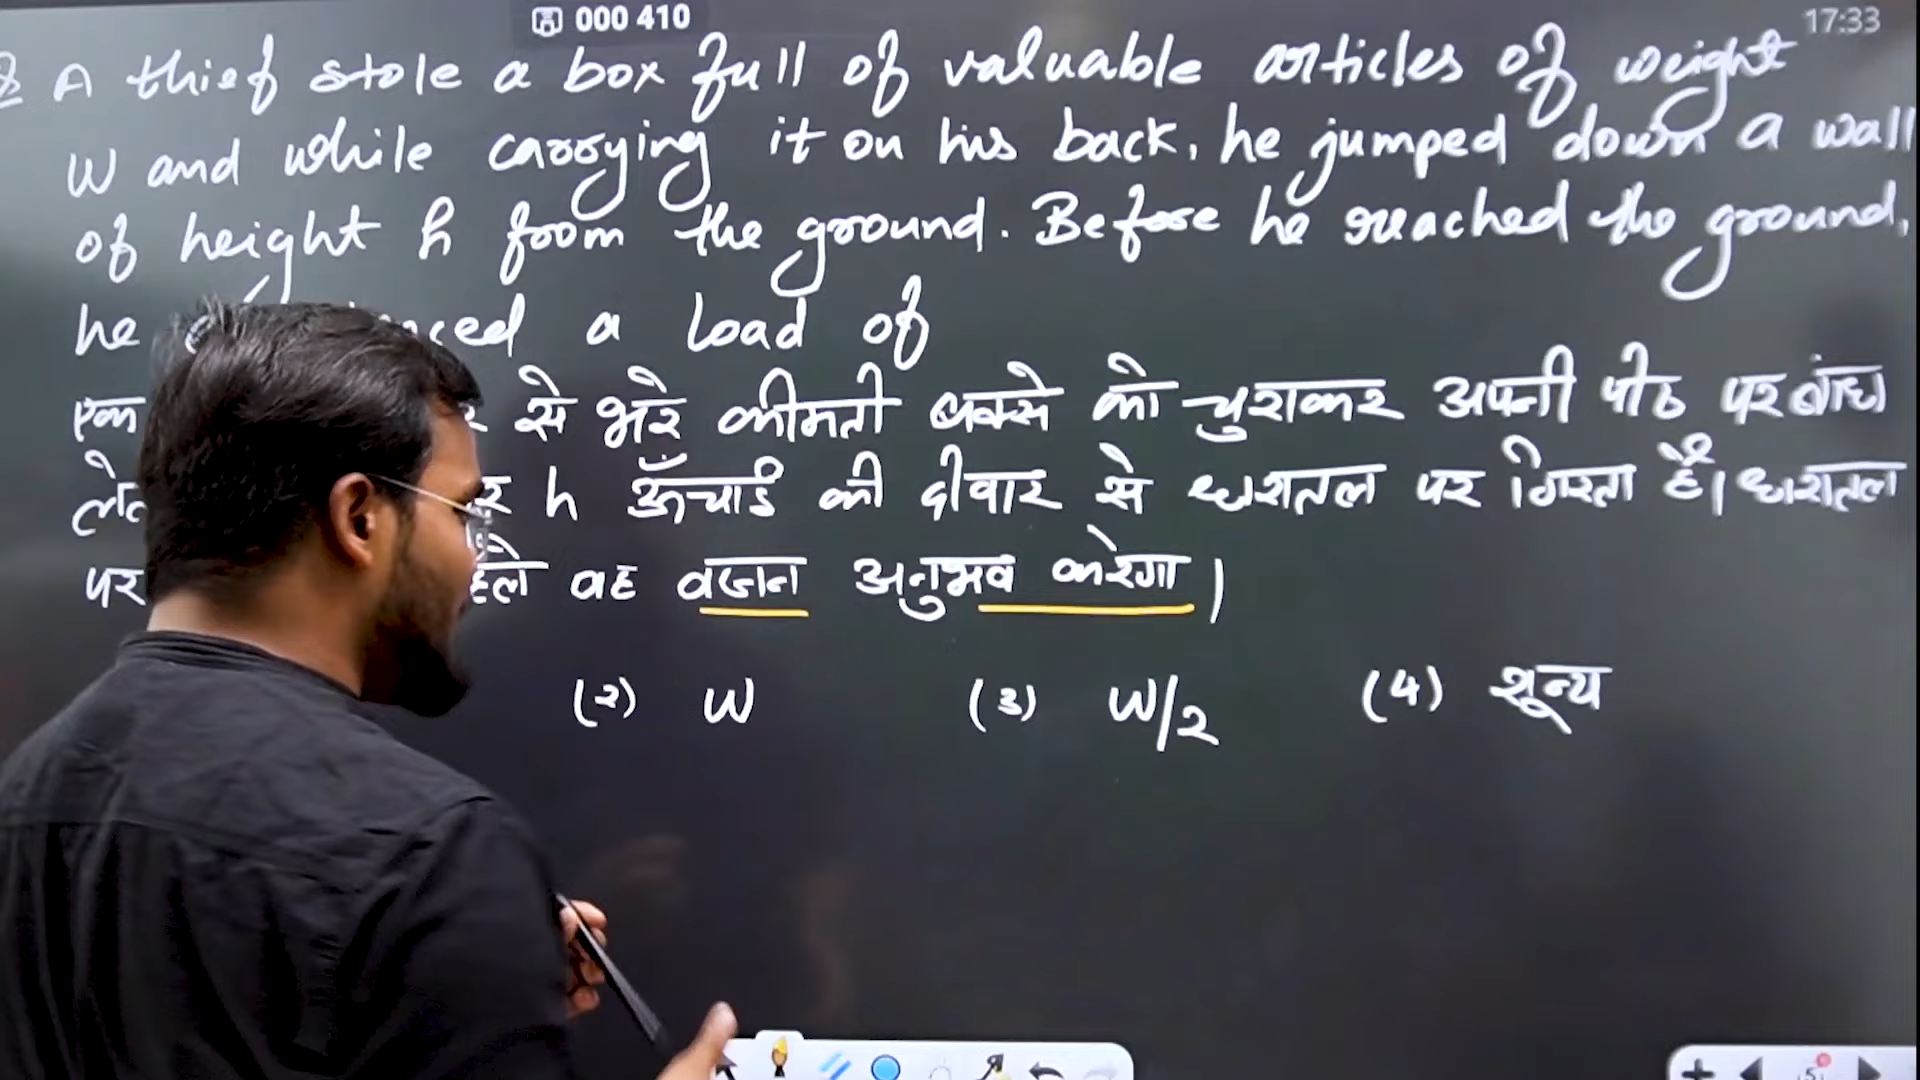 000 410
17:33
Q A thief stole a box full of valuable articles of weight
W and while carrying it on his back, he jumped down a wall
of height h from the ground. Before he reached the ground,
he a load of
एक से भरे कीमती बक्से को चुराकर अपनी पीठ पर बांध
h ऊँचाई की दीवार से धरातल पर गिरता है। धरातल
पर वह वजन अनुभव करेगा।
(2) W (3) W/2 (4) शून्य